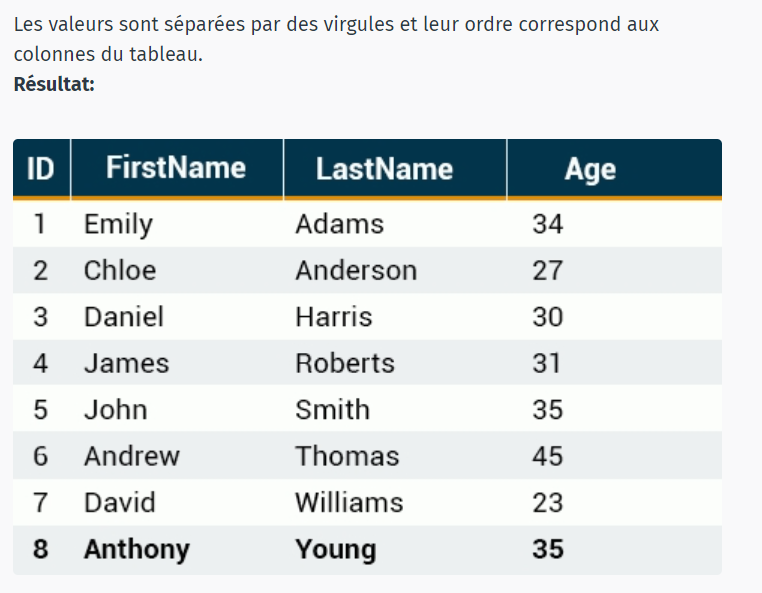 Les valeurs sont séparées par des virgules et leur ordre correspond aux
colonnes du tableau.
Résultat:
ID FirstName LastName Age
1 Emily Adams 34
2 Chloe Anderson 27
3 Daniel Harris 30
4 James Roberts 31
5 John Smith 35
6 Andrew Thomas 45
7 David Williams 23
8 Anthony Young 35